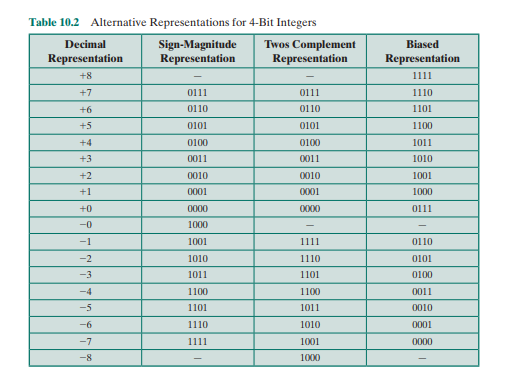 Table 10.2 Alternative Representations for 4-Bit Integers
Decimal Representation Sign-Magnitude Representation Twos Complement Representation Biased Representation
+8 – – 1111
+7 0111 0111 1110
+6 0110 0110 1101
+5 0101 0101 1100
+4 0100 0100 1011
+3 0011 0011 1010
+2 0010 0010 1001
+1 0001 0001 1000
+0 0000 0000 0111
−0 1000 – –
−1 1001 1111 0110
−2 1010 1110 0101
−3 1011 1101 0100
−4 1100 1100 0011
−5 1101 1011 0010
−6 1110 1010 0001
−7 1111 1001 0000
−8 – 1000 –